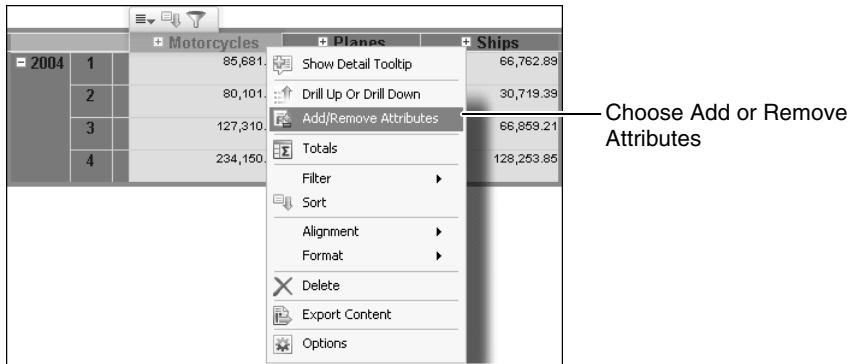 Motorcycles Planes Ships
2004 1 85,681. 66,762.89
2 80,101. 30,719.39
3 127,310. 66,859.21
4 234,150. 128,253.85
Show Detail Tooltip
Drill Up Or Drill Down
Add/Remove Attributes
Totals
Filter
Sort
Alignment
Format
Delete
Export Content
Options
Choose Add or Remove
Attributes